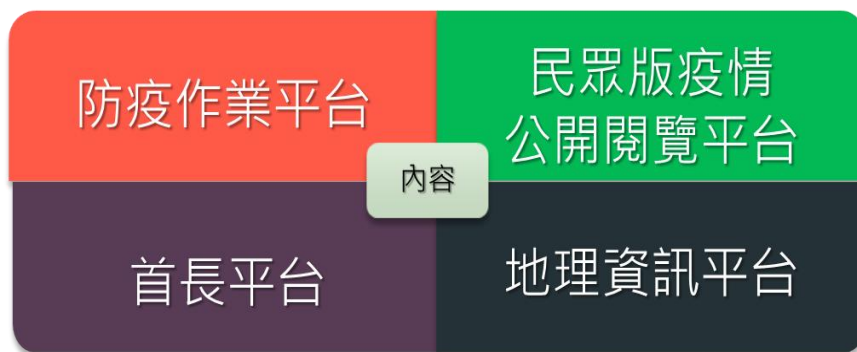 防疫作業平台
民眾版疫情
公開閱覽平台
內容
首長平台
地理資訊平台